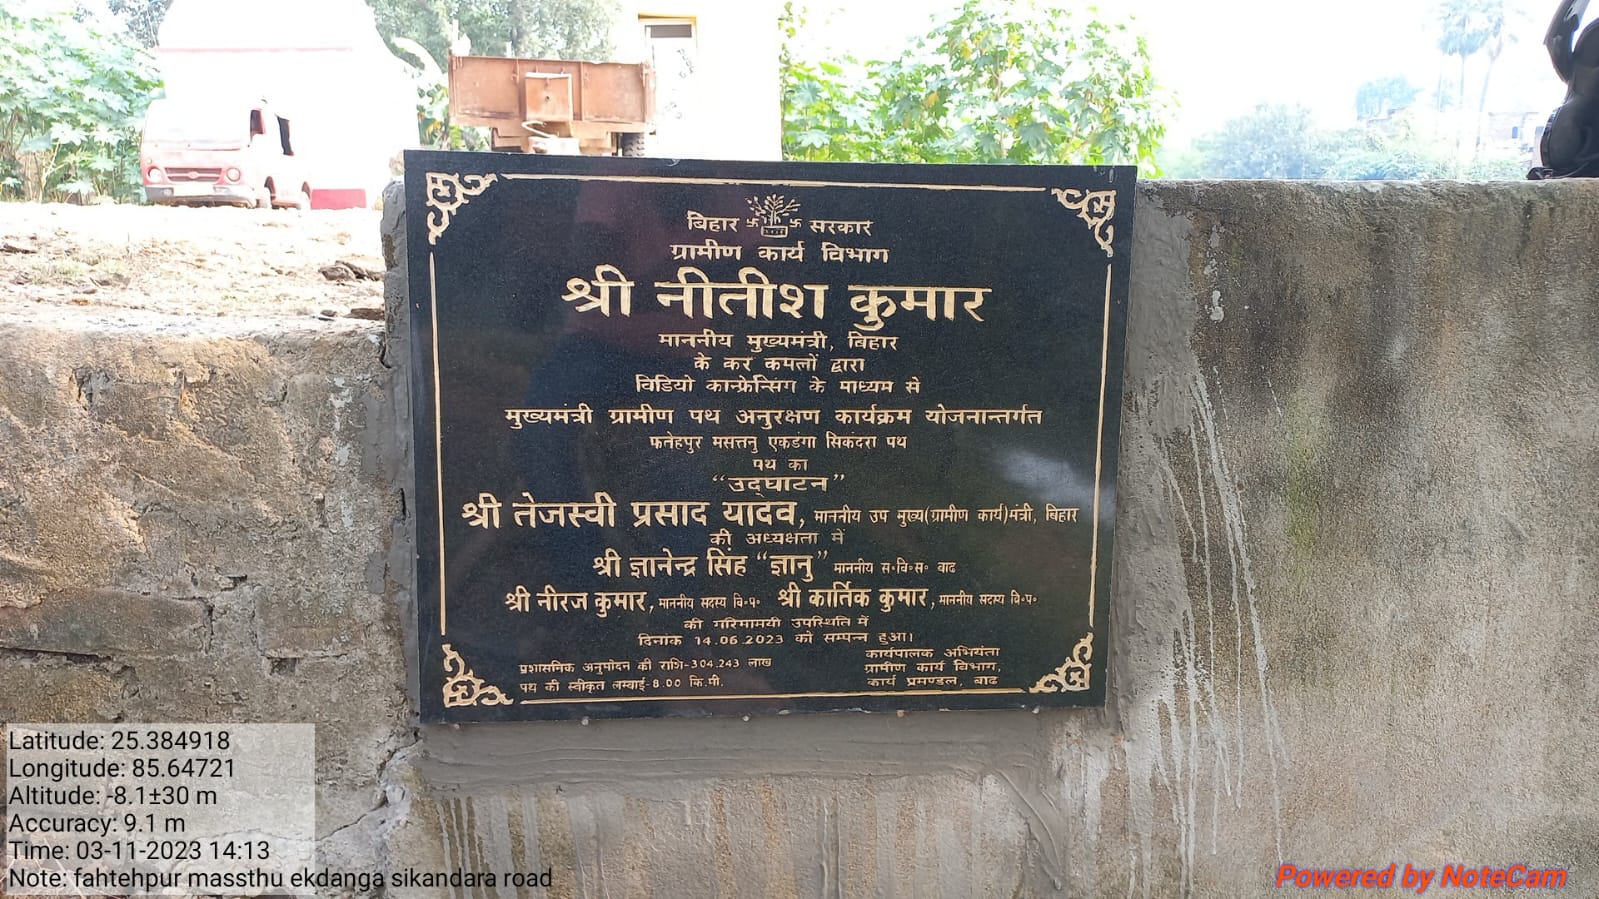 बिहार सरकार
ग्रामीण कार्य विभाग
श्री नीतीश कुमार
माननीय मुख्यमंत्री, बिहार
के कर कमलों द्वारा
विडियो कान्फ्रेन्सिंग के माध्यम से
मुख्यमंत्री ग्रामीण पथ अनुरक्षण कार्यक्रम योजनान्तर्गत
फतेहपुर मसत्तनु एकडंगा सिकंदरा पथ
पथ का
“उद्घाटन”
श्री तेजस्वी प्रसाद यादव, माननीय उप मुख्य(ग्रामीण कार्य)मंत्री, बिहार
की अध्यक्षता में
श्री ज्ञानेन्द्र सिंह “ज्ञानु” माननीय स॰वि॰स॰ बाढ
श्री नीरज कुमार, माननीय सदस्य वि॰प॰ श्री कार्तिक कुमार, माननीय सदस्य वि॰प॰
की गरिमामयी उपस्थिति में
दिनांक 14.06.2023 को सम्पन्न हुआ।
प्रशासनिक अनुमोदन की राशि-304.243 लाख
पथ की स्वीकृत लम्बाई-8.00 कि.मी.
कार्यपालक अभियंता
ग्रामीण कार्य विभाग,
कार्य प्रमण्डल, बाढ
Latitude: 25.384918
Longitude: 85.64721
Altitude: -8.1±30 m
Accuracy: 9.1 m
Time: 03-11-2023 14:13
Note: fahtehpur massthu ekdanga sikandara road
Powered by NoteCam